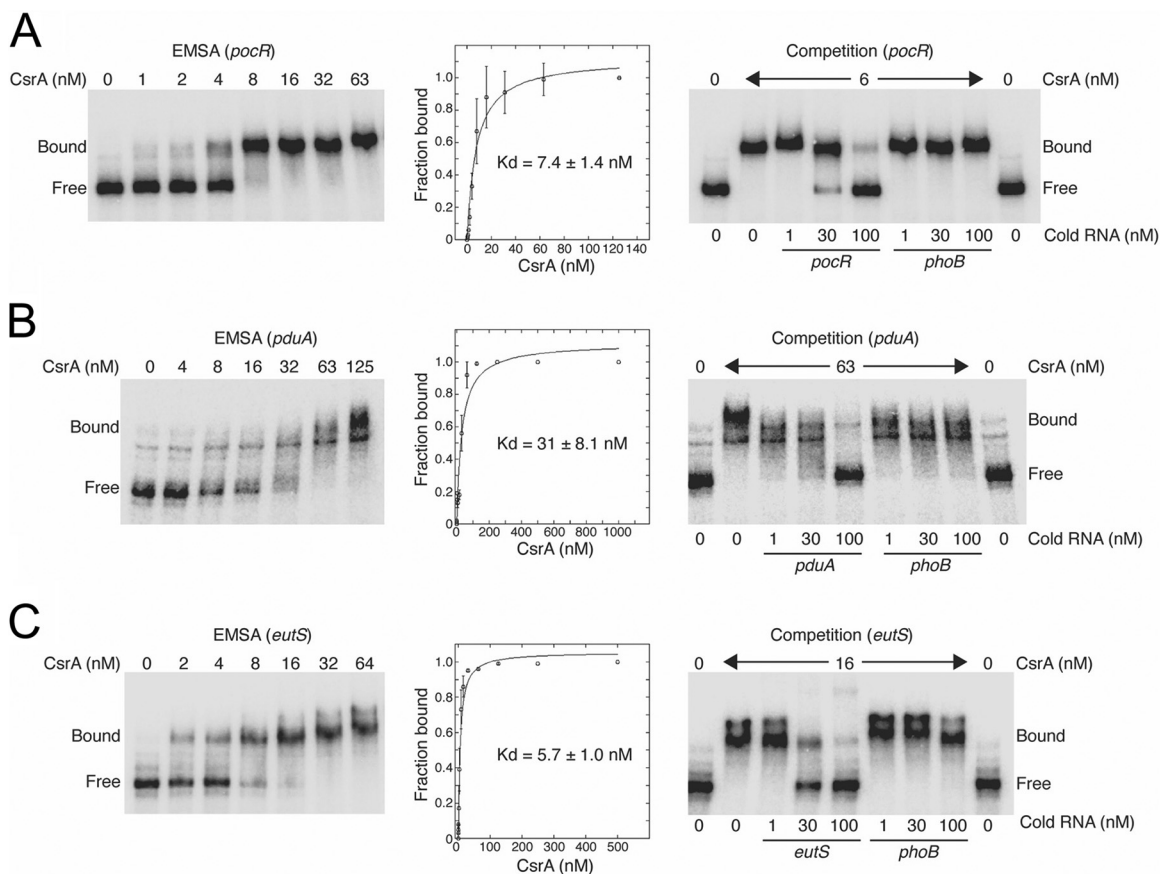 A
EMSA (pocR)
CsrA (nM) 0 1 2 4 8 16 32 63
Bound
Free
Fraction bound
1.0
0.8
0.6
0.4
0.2
0
Kd = 7.4 ± 1.4 nM
0 20 40 60 80 100 120 140
CsrA (nM)
Competition (pocR)
0 6 0 CsrA (nM)
Bound
Free
0 0 1 30 100 1 30 100 0 Cold RNA (nM)
pocR phoB
B
EMSA (pduA)
CsrA (nM) 0 4 8 16 32 63 125
Bound
Free
Fraction bound
1.0
0.8
0.6
0.4
0.2
0
Kd = 31 ± 8.1 nM
0 200 400 600 800 1000
CsrA (nM)
Competition (pduA)
0 63 0 CsrA (nM)
Bound
Free
0 0 1 30 100 1 30 100 0 Cold RNA (nM)
pduA phoB
C
EMSA (eutS)
CsrA (nM) 0 2 4 8 16 32 64
Bound
Free
Fraction bound
1.0
0.8
0.6
0.4
0.2
0
Kd = 5.7 ± 1.0 nM
0 100 200 300 400 500
CsrA (nM)
Competition (eutS)
0 16 0 CsrA (nM)
Bound
Free
0 0 1 30 100 1 30 100 0 Cold RNA (nM)
eutS phoB